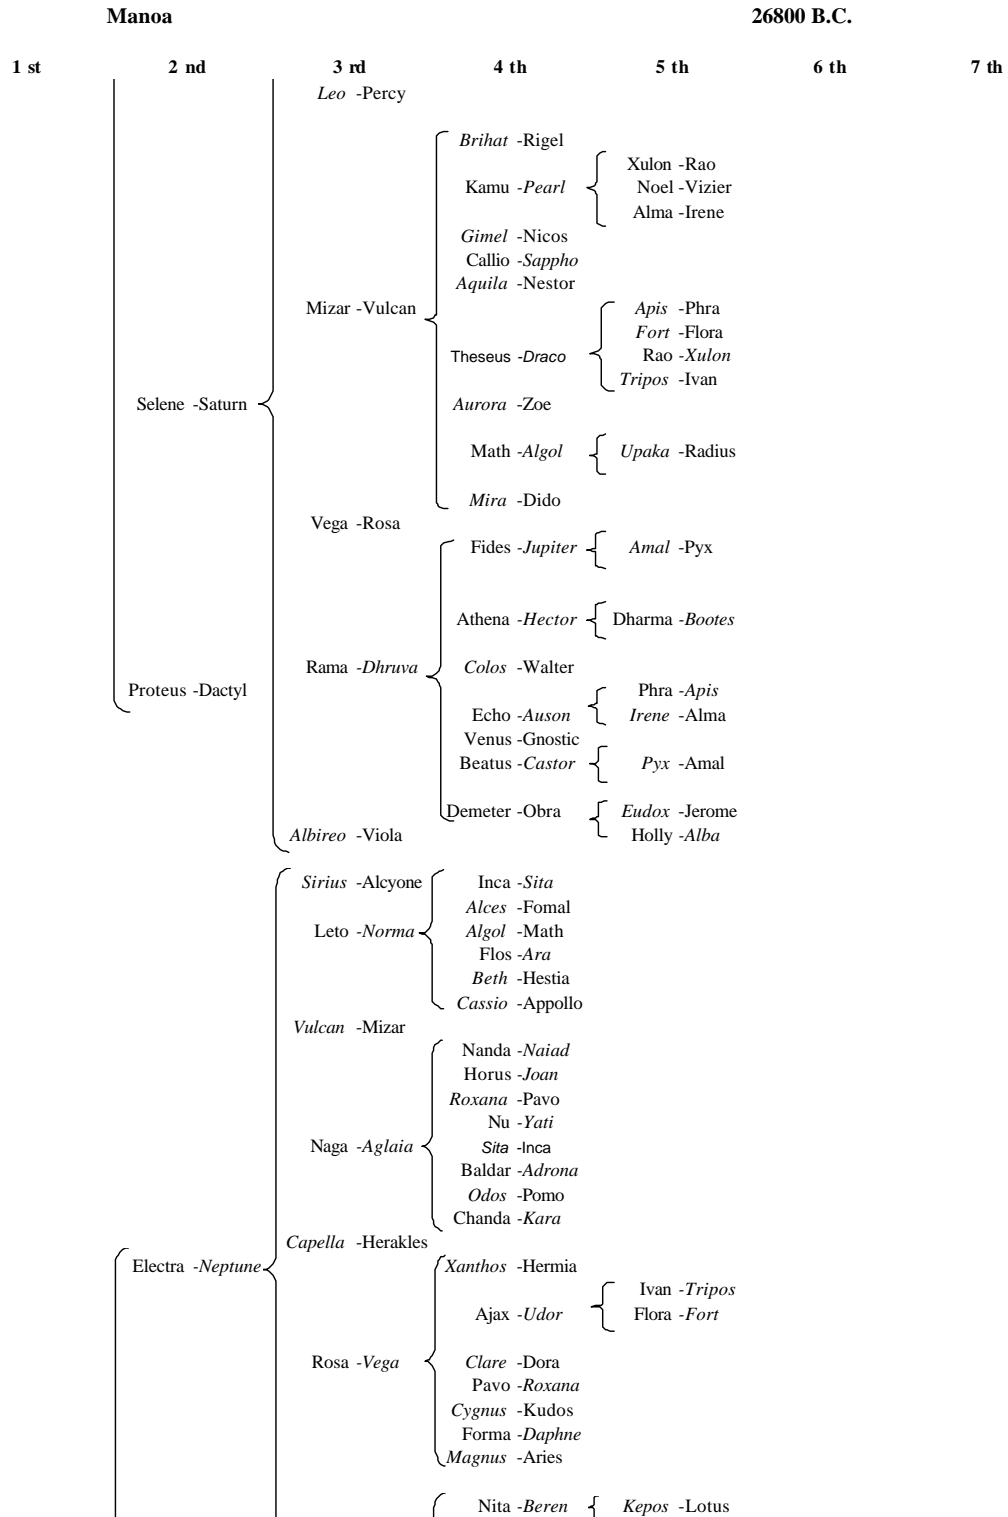 Manoa 26800 B.C.
1 st 2 nd 3 rd 4 th 5 th 6 th 7 th
Leo -Percy
Brihat -Rigel
Xulon -Rao
Kamu -Pearl Noel -Vizier
Alma -Irene
Gimel -Nicos
Callio -Sappho
Aquila -Nestor
Mizar -Vulcan Apis -Phra
Fort -Flora
Theseus -Draco Rao -Xulon
Tripos -Ivan
Selene -Saturn Aurora -Zoe
Math -Algol Upaka -Radius
Mira -Dido
Vega -Rosa
Fides -Jupiter Amal -Pyx
Athena -Hector Dharma -Bootes
Rama -Dhruva Colos -Walter
Proteus -Dactyl Phra -Apis
Echo -Auson Irene -Alma
Venus -Gnostic
Beatus -Castor Pyx -Amal
Demeter -Obra Eudox -Jerome
Albireo -Viola Holly -Alba
Sirius -Alcyone Inca -Sita
Alces -Fomal
Leto -Norma Algol -Math
Flos -Ara
Beth -Hestia
Cassio -Appollo
Vulcan -Mizar
Nanda -Naiad
Horus -Joan
Roxana -Pavo
Nu -Yati
Naga -Aglaia Sita -Inca
Baldar -Adrona
Odos -Pomo
Chanda -Kara
Capella -Herakles
Electra -Neptune Xanthos -Hermia
Ivan -Tripos
Ajax -Udor Flora -Fort
Rosa -Vega Clare -Dora
Pavo -Roxana
Cygnus -Kudos
Forma -Daphne
Magnus -Aries
Nita -Beren Kepos -Lotus